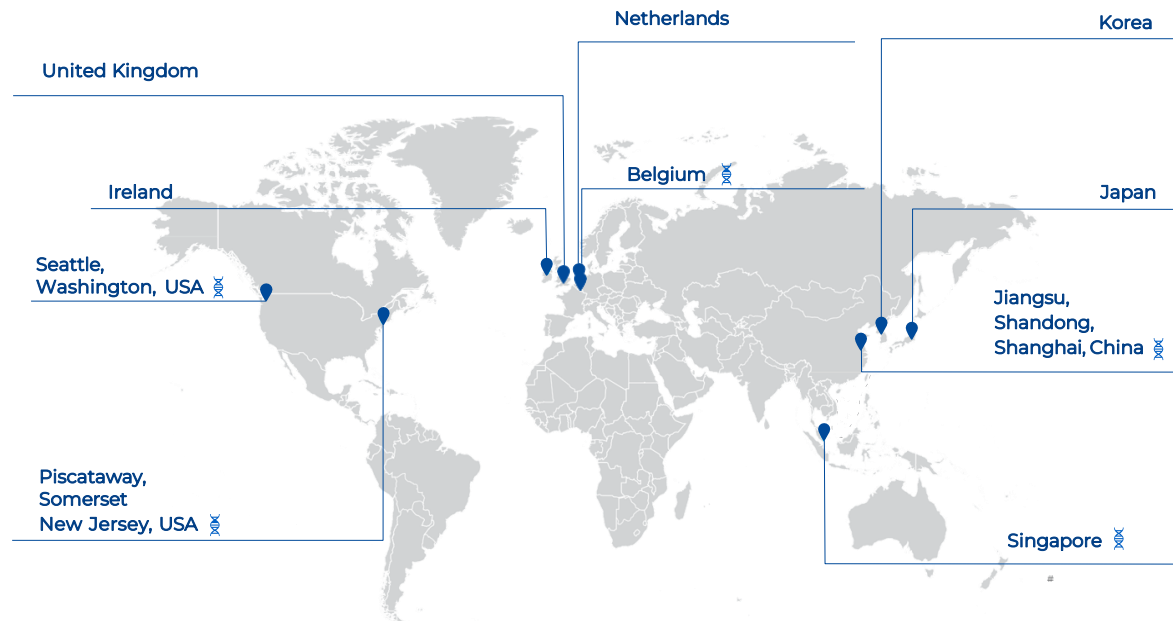 Netherlands
Korea
United Kingdom
Belgium
Ireland
Japan
Seattle,
Washington, USA
Jiangsu,
Shandong,
Shanghai, China
Piscataway,
Somerset
New Jersey, USA
Singapore